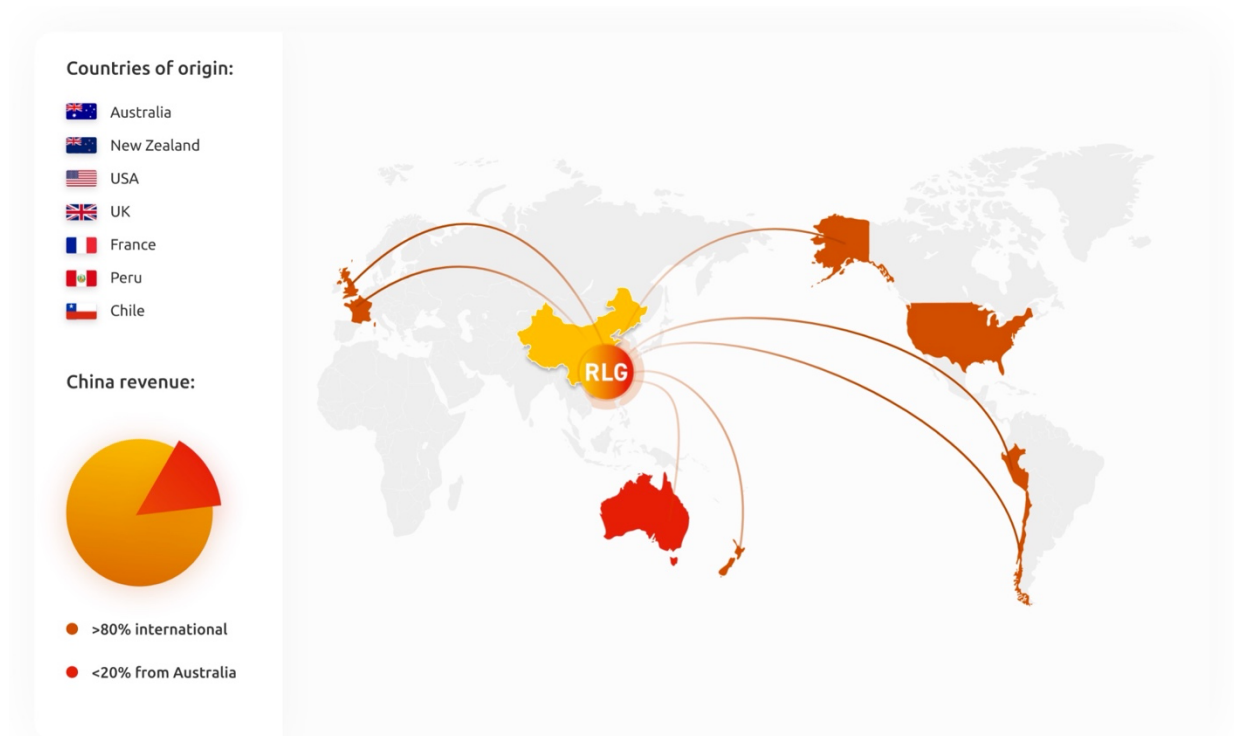 Countries of origin:
Australia
New Zealand
USA
UK
France
Peru
Chile
China revenue:
>80% international
<20% from Australia
RLG